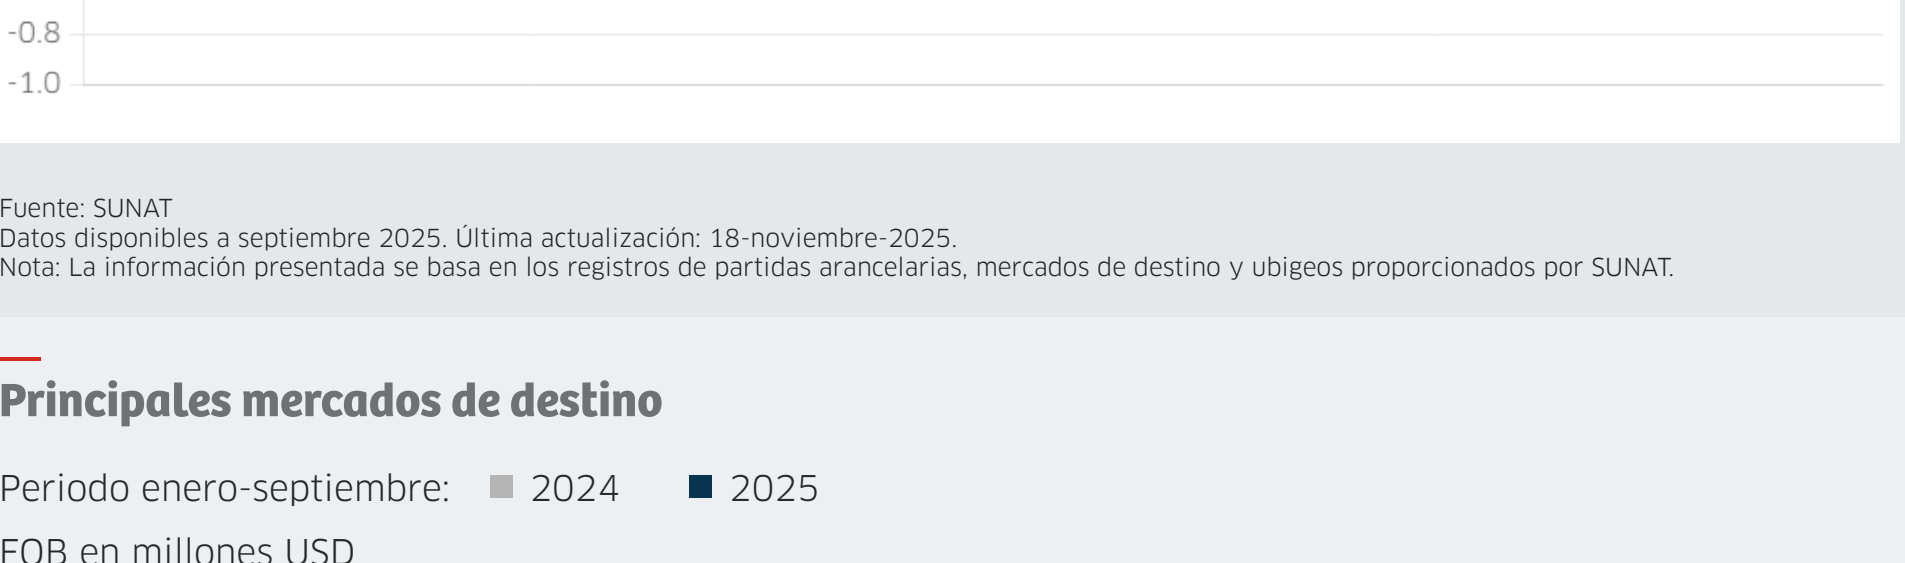 -0.8
-1.0
Fuente: SUNAT
Datos disponibles a septiembre 2025. Última actualización: 18-noviembre-2025.
Nota: La información presentada se basa en los registros de partidas arancelarias, mercados de destino y ubigeos proporcionados por SUNAT.
Principales mercados de destino
Periodo enero-septiembre: 2024 2025
FOB en millones USD